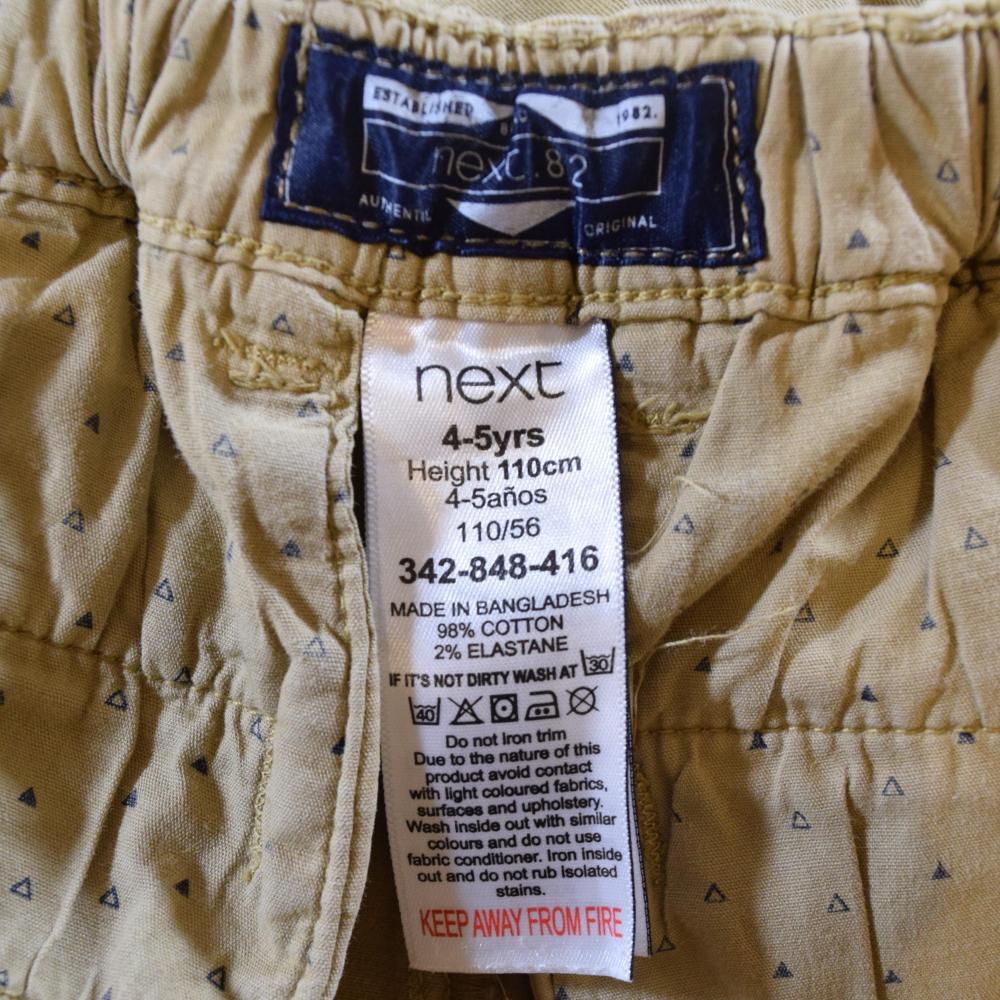 ESTABLISHED 1982.
next.82
ORIGINAL
next
4-5yrs
Height 110cm
4-5años
110/56
342-848-416
MADE IN BANGLADESH
98% COTTON
2% ELASTANE
IF IT'S NOT DIRTY WASH AT 30
40
Do not Iron trim
Due to the nature of this
product avoid contact
with light coloured fabrics,
surfaces and upholstery.
Wash inside out with similar
colours and do not use
fabric conditioner. Iron inside
out and do not rub isolated
stains.
KEEP AWAY FROM FIRE